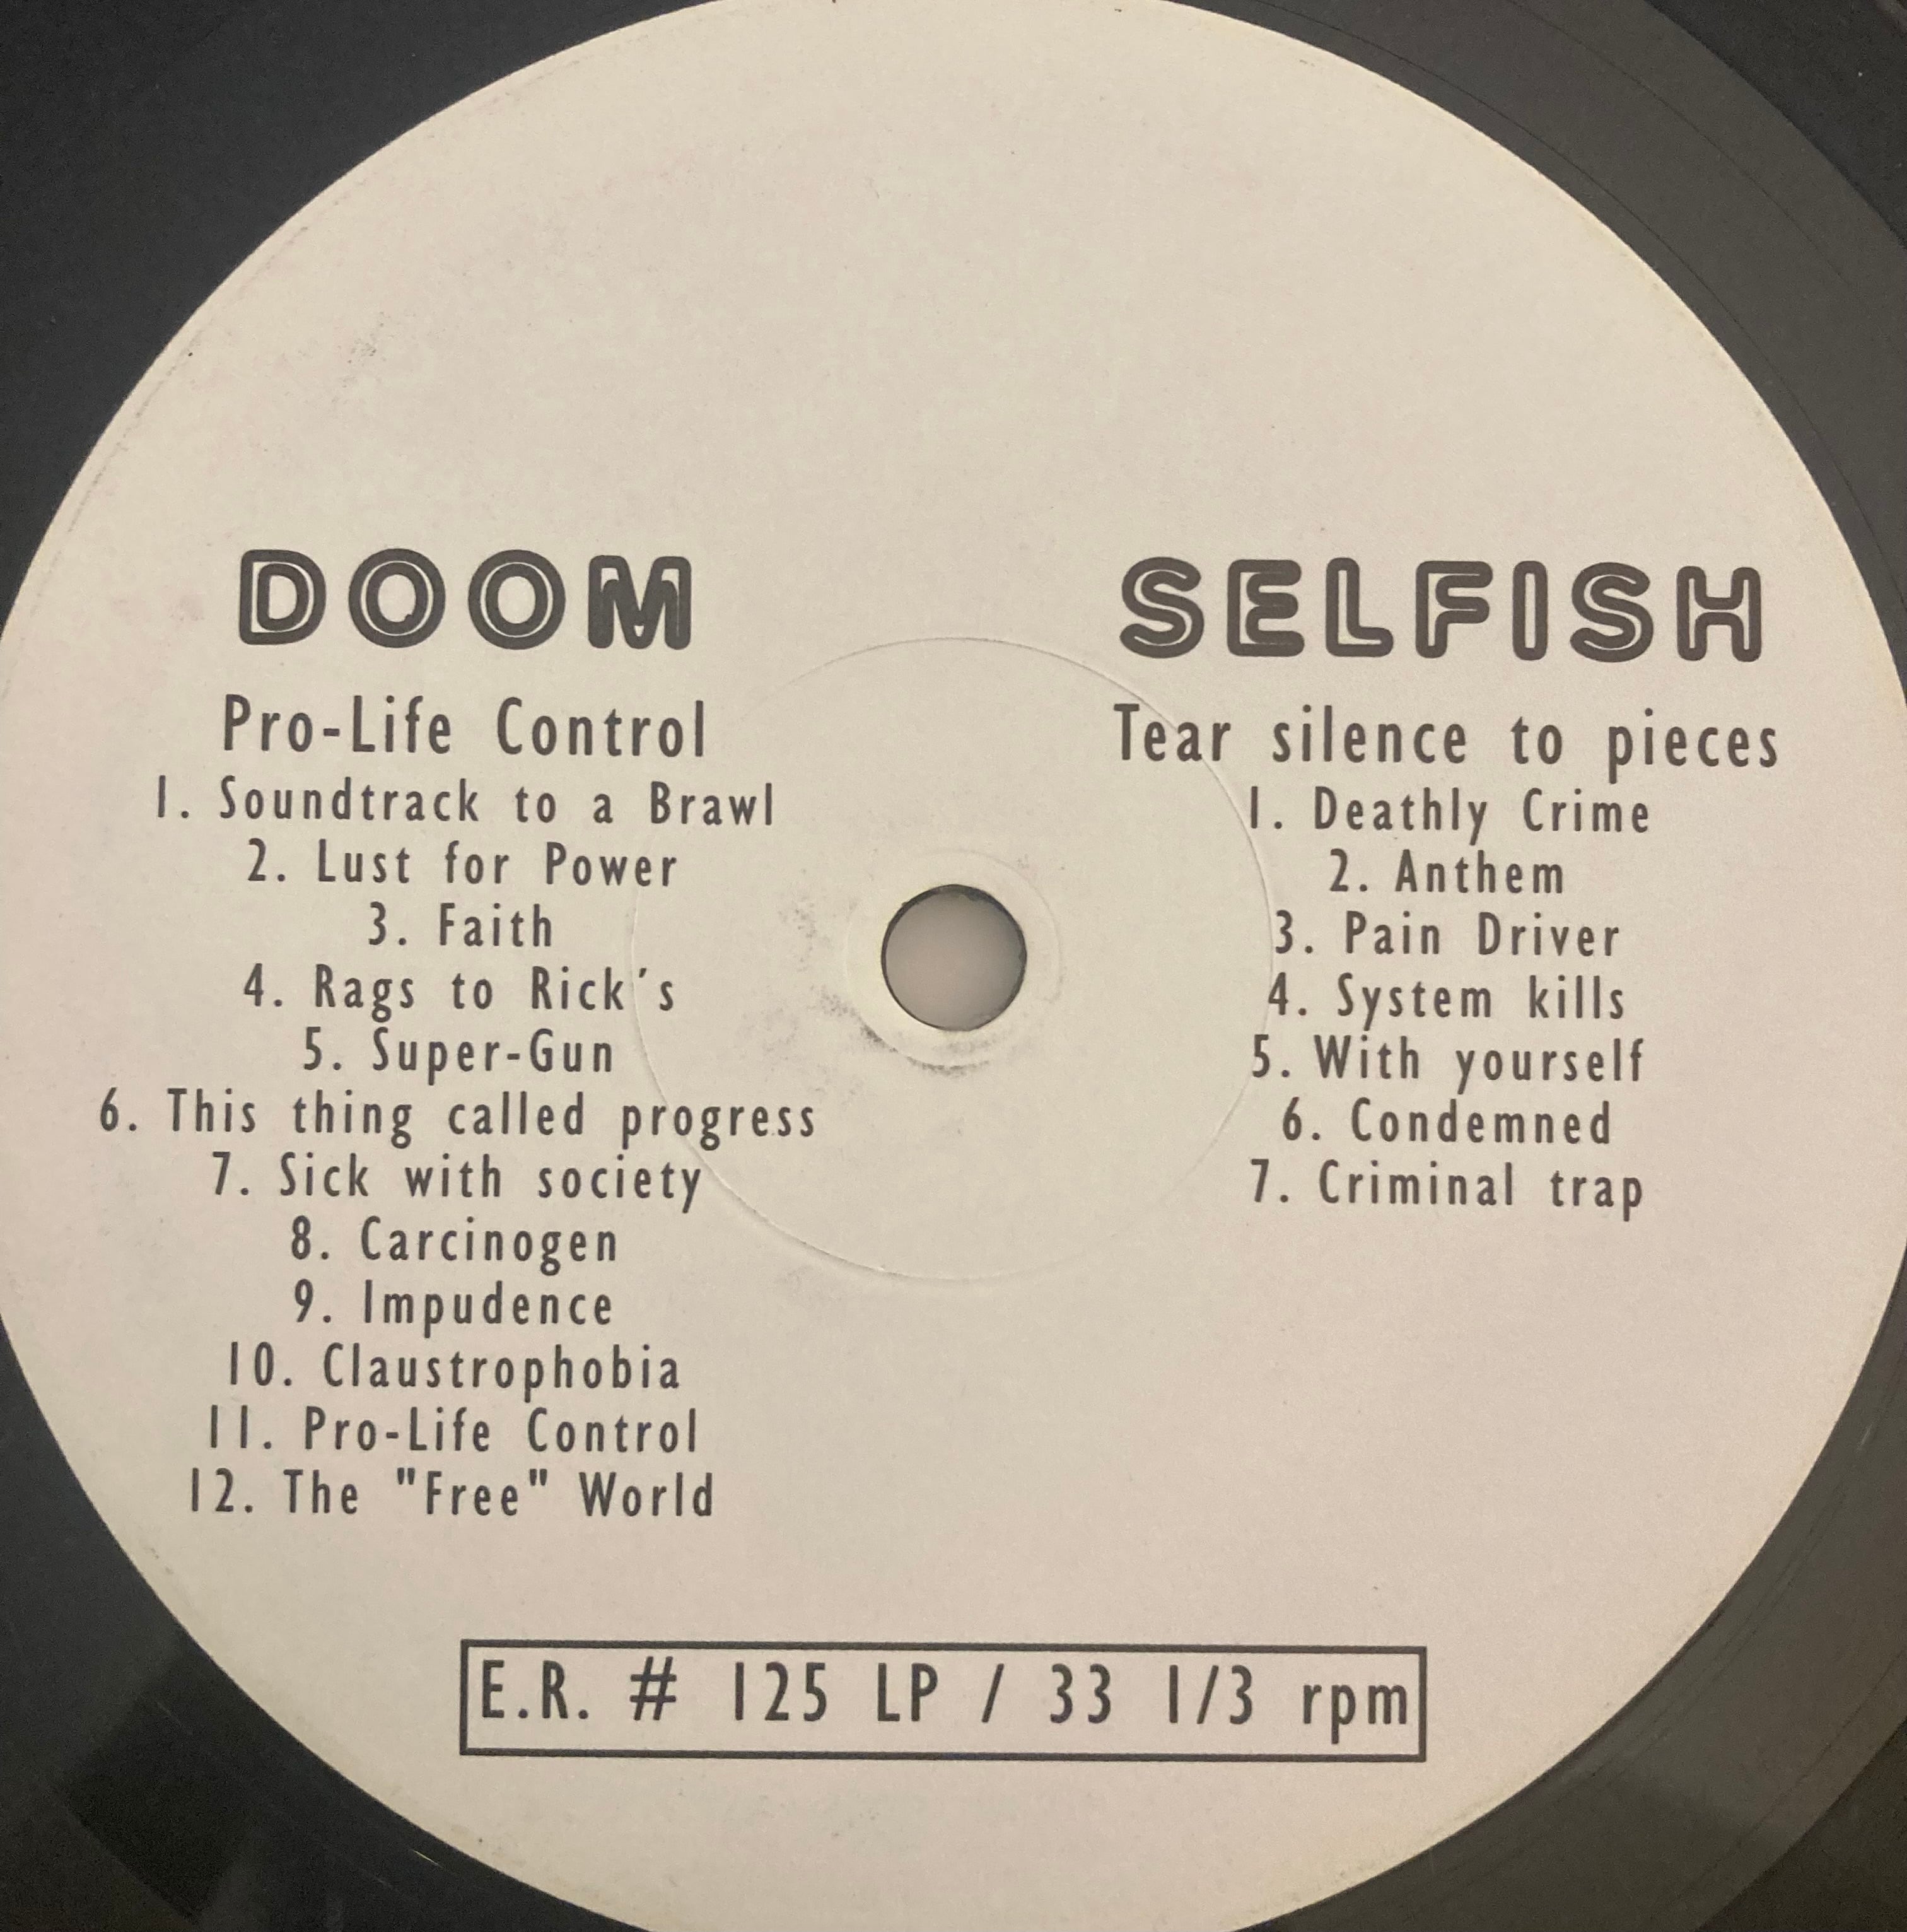 DOOM
Pro-Life Control
1. Soundtrack to a Brawl
2. Lust for Power
3. Faith
4. Rags to Rick's
5. Super-Gun
6. This thing called progress
7. Sick with society
8. Carcinogen
9. Impudence
10. Claustrophobia
11. Pro-Life Control
12. The "Free" World
SELFISH
Tear silence to pieces
1. Deathly Crime
2. Anthem
3. Pain Driver
4. System kills
5. With yourself
6. Condemned
7. Criminal trap
E.R. # 125 LP / 33 1/3 rpm